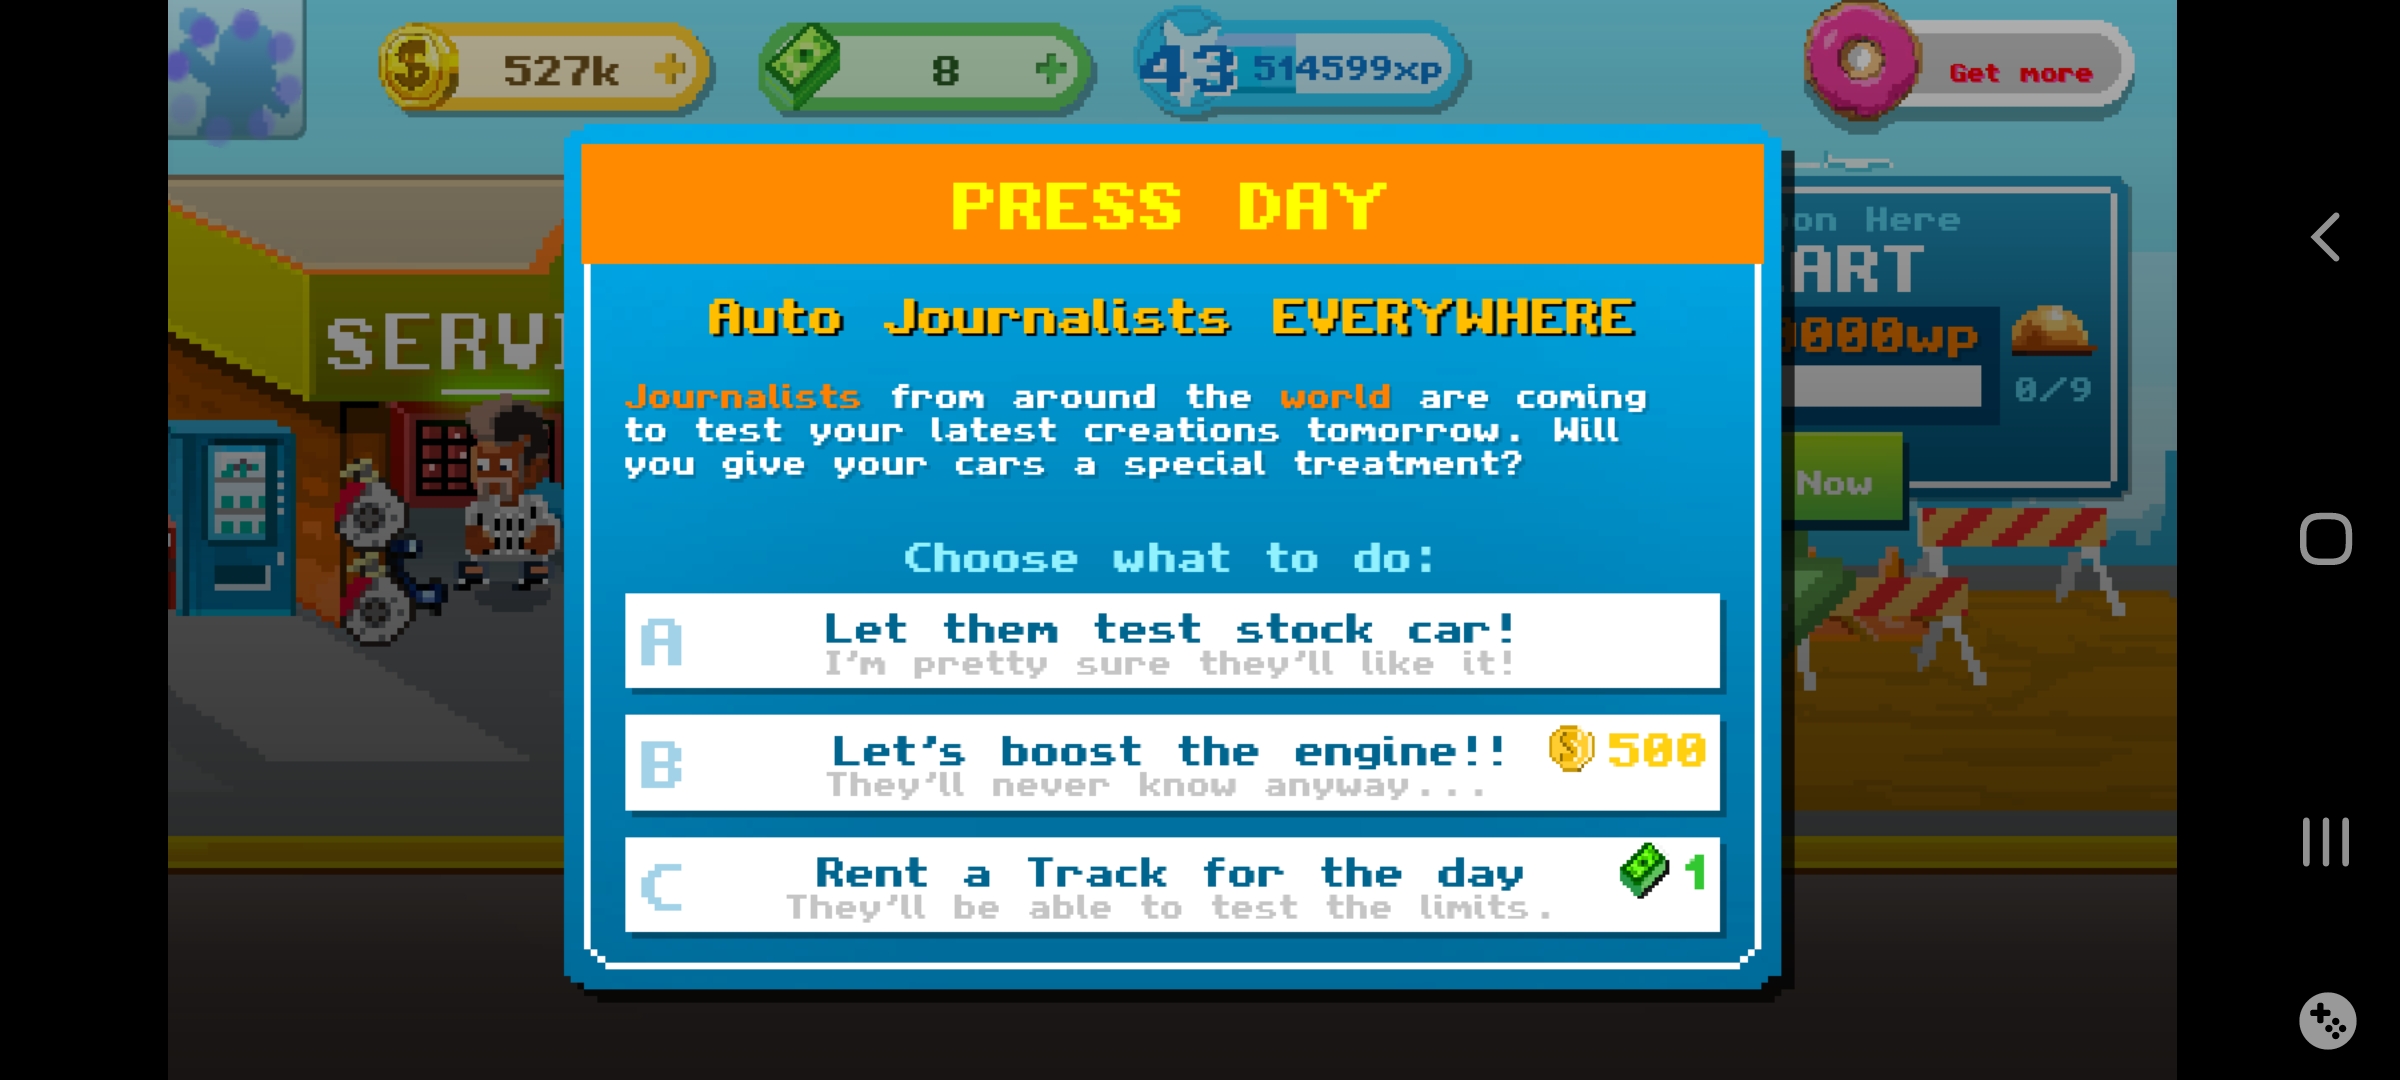 527k +
8 +
43 514599xp
Get more
PRESS DAY
on Here
ART
Auto Journalists EVERYWHERE
SERV
000wp
0/9
Journalists from around the world are coming
to test your latest creations tomorrow. Will
you give your cars a special treatment?
Now
Choose what to do:
A Let them test stock car!
I'm pretty sure they'll like it!
B Let's boost the engine!! 500
They'll never know anyway...
C Rent a Track for the day 1
They'll be able to test the limits.